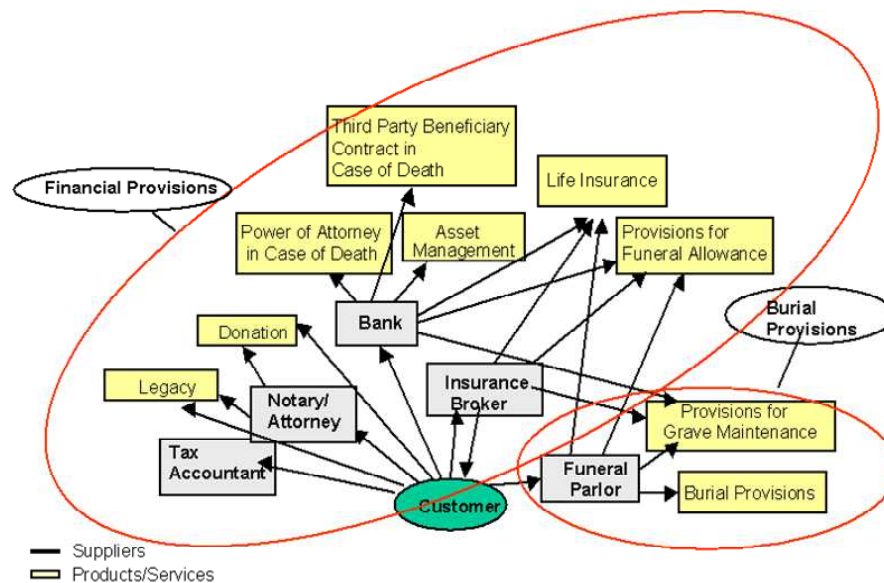 Third Party Beneficiary
Contract in
Case of Death
Life Insurance
Financial Provisions
Power of Attorney
in Case of Death
Asset
Management
Provisions for
Funeral Allowance
Burial
Provisions
Donation
Bank
Legacy
Notary/
Attorney
Insurance
Broker
Provisions for
Grave Maintenance
Tax
Accountant
Funeral
Parlor
Customer
Burial Provisions
Suppliers
Products/Services